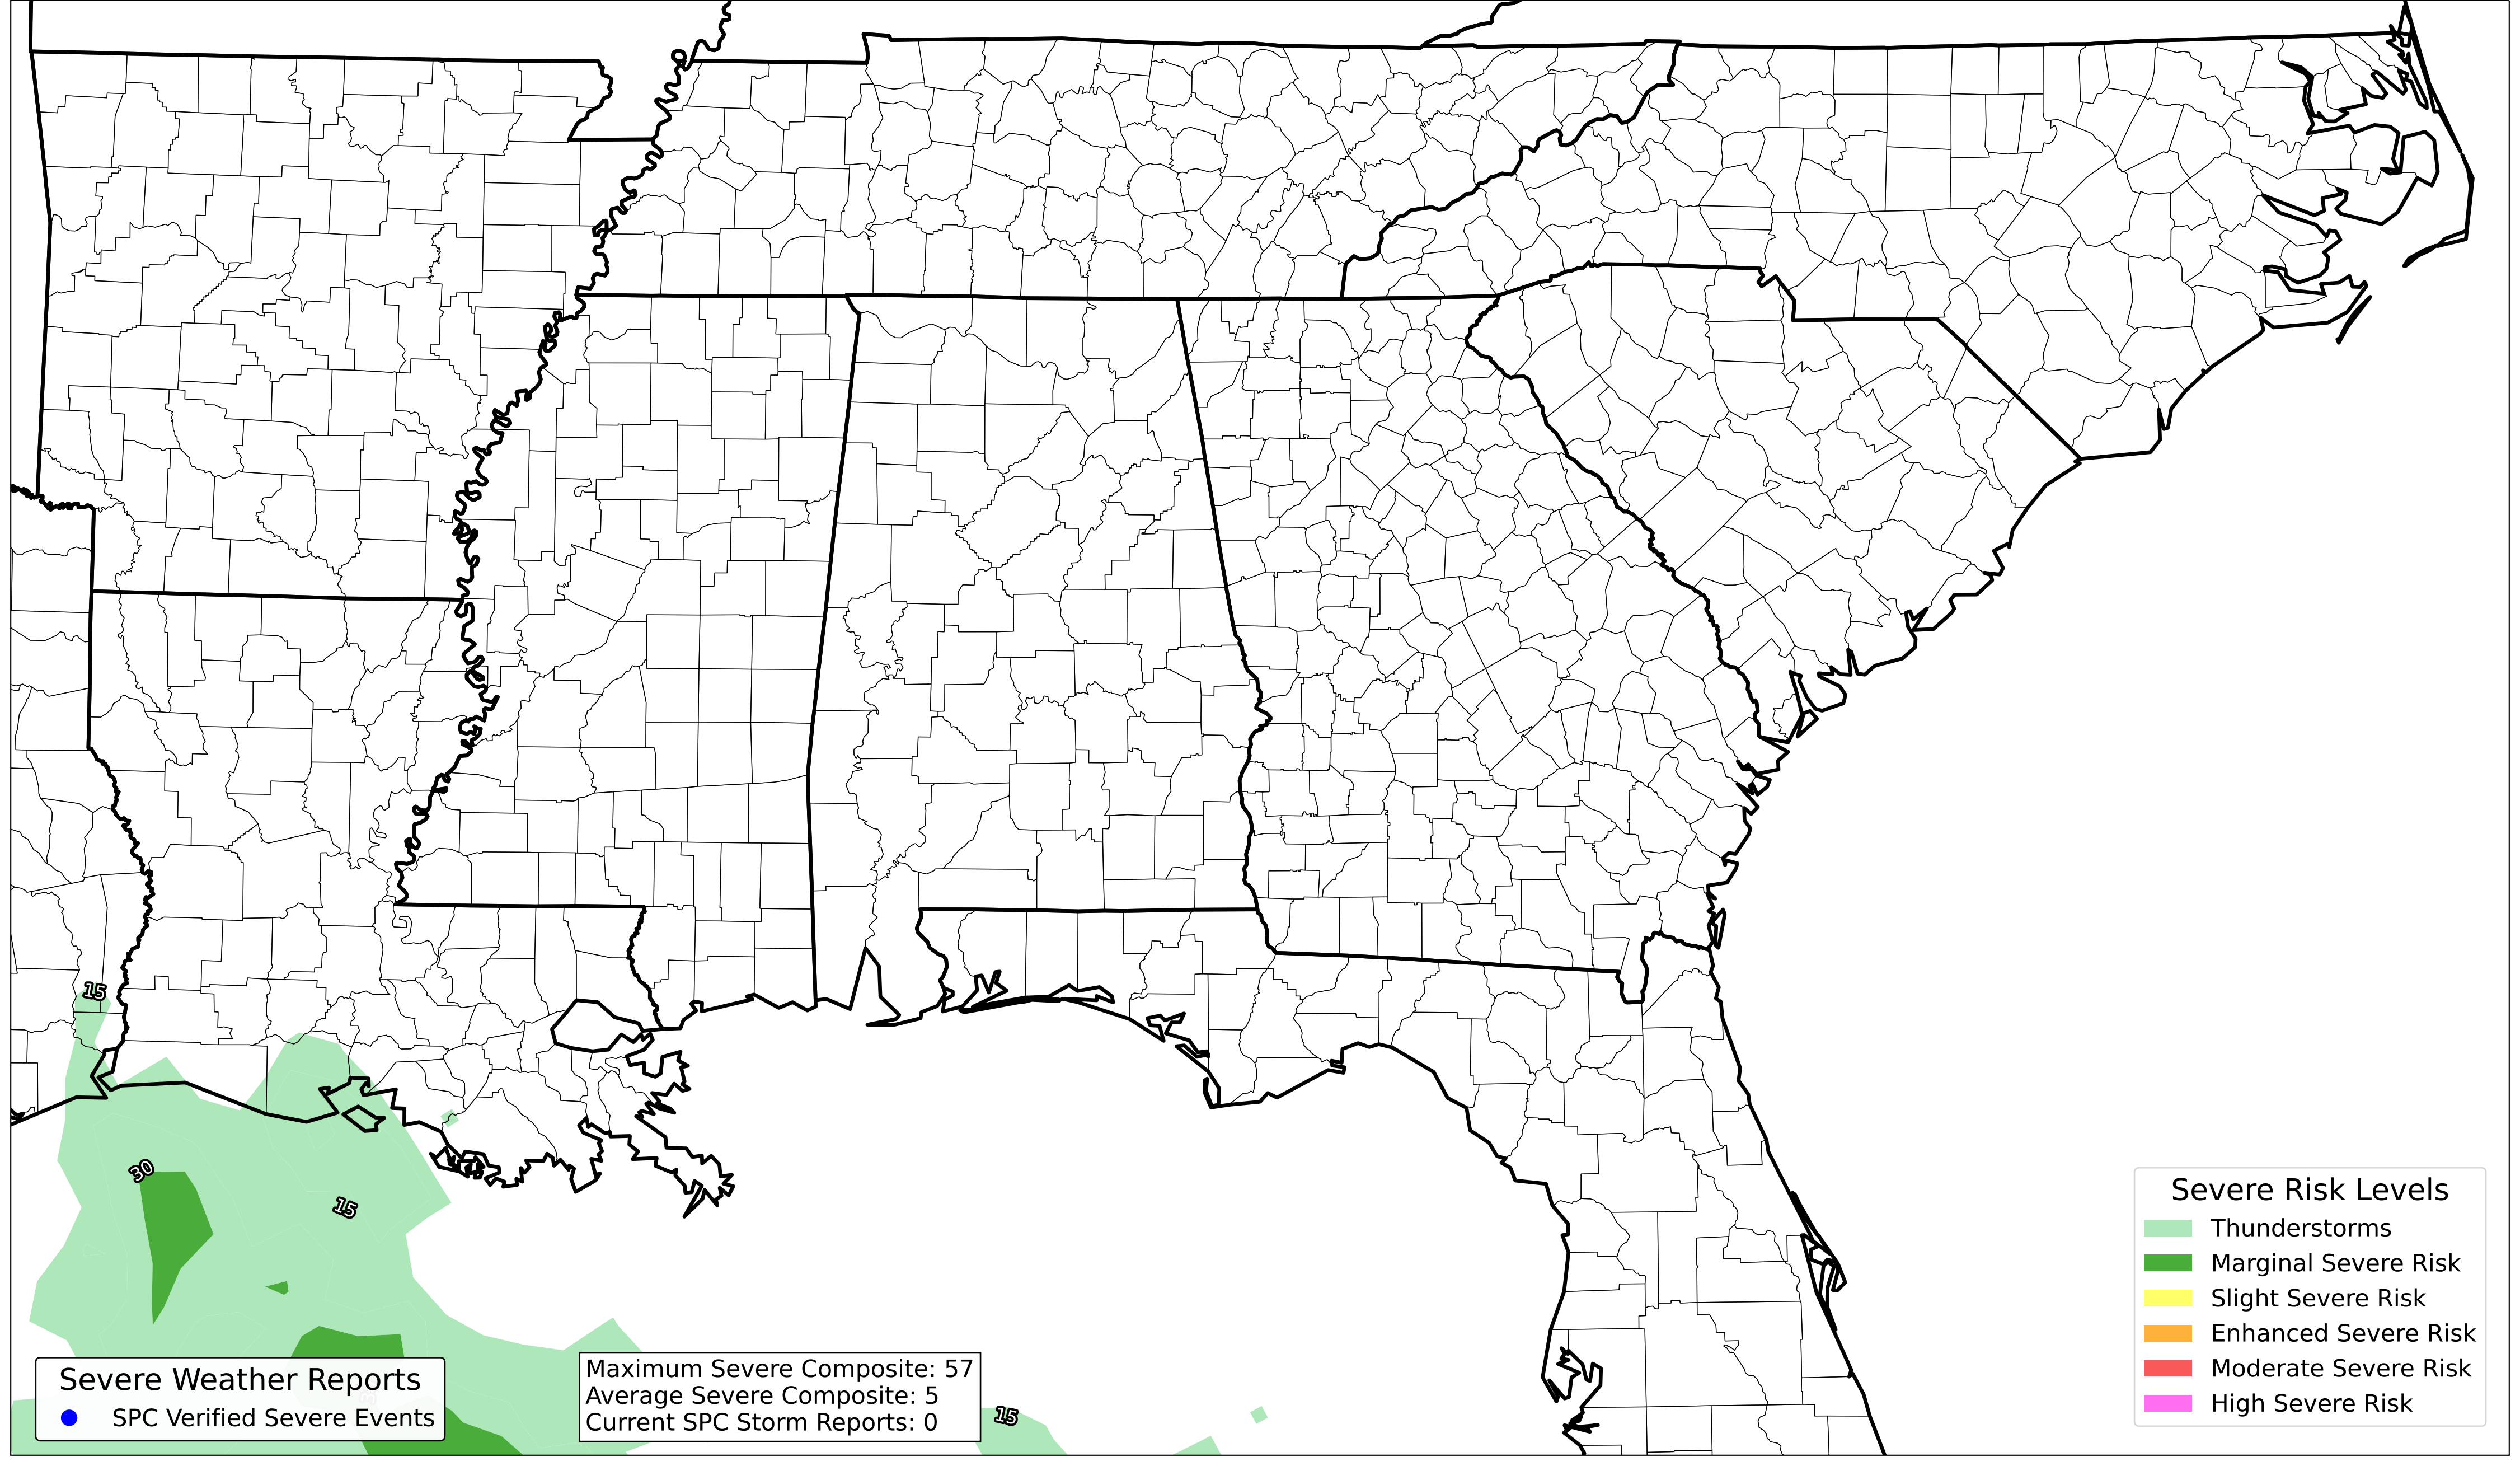 15
30
15
Severe Risk Levels
Thunderstorms
Marginal Severe Risk
Slight Severe Risk
Enhanced Severe Risk
Moderate Severe Risk
High Severe Risk
Severe Weather Reports
SPC Verified Severe Events
Maximum Severe Composite: 57
Average Severe Composite: 5
Current SPC Storm Reports: 0
15